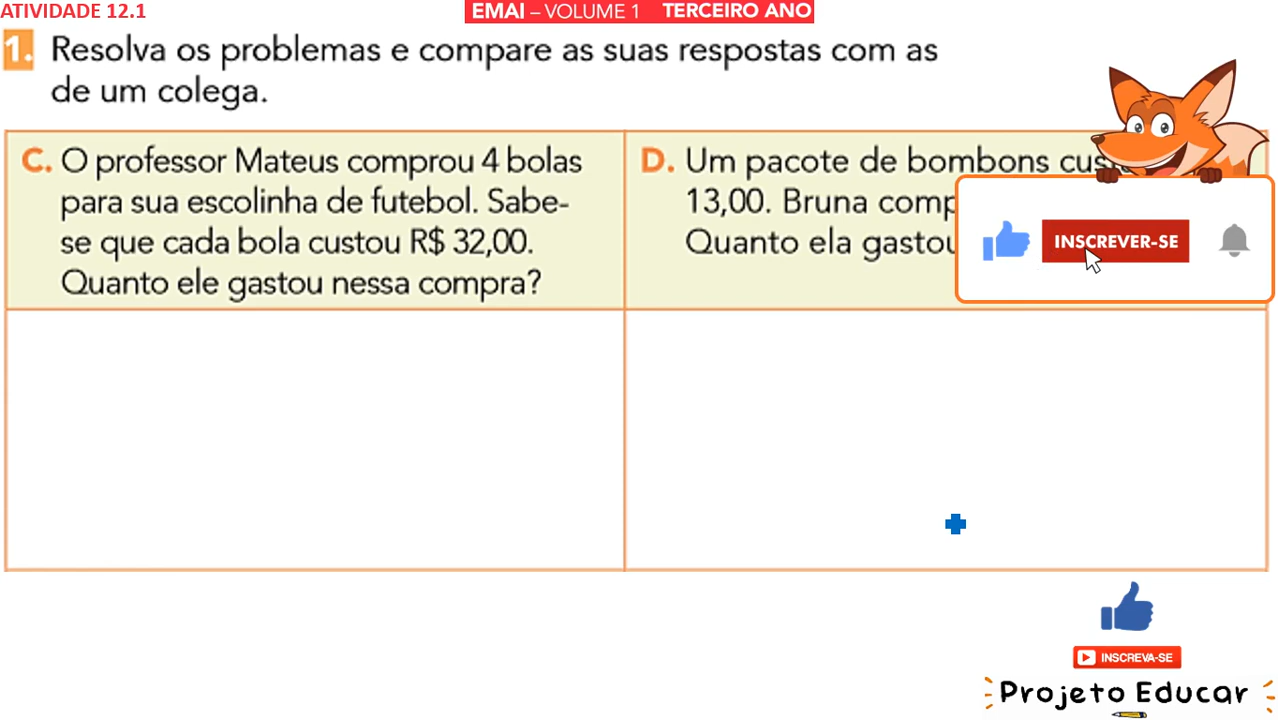 ATIVIDADE 12.1
EMAI – VOLUME 1 TERCEIRO ANO
1. Resolva os problemas e compare as suas respostas com as
de um colega.
C. O professor Mateus comprou 4 bolas
para sua escolinha de futebol. Sabe-
se que cada bola custou R$ 32,00.
Quanto ele gastou nessa compra?
D. Um pacote de bombons
13,00. Bruna
Quanto ela
INSCREVER-SE
INSCREVA-SE
Projeto Educar